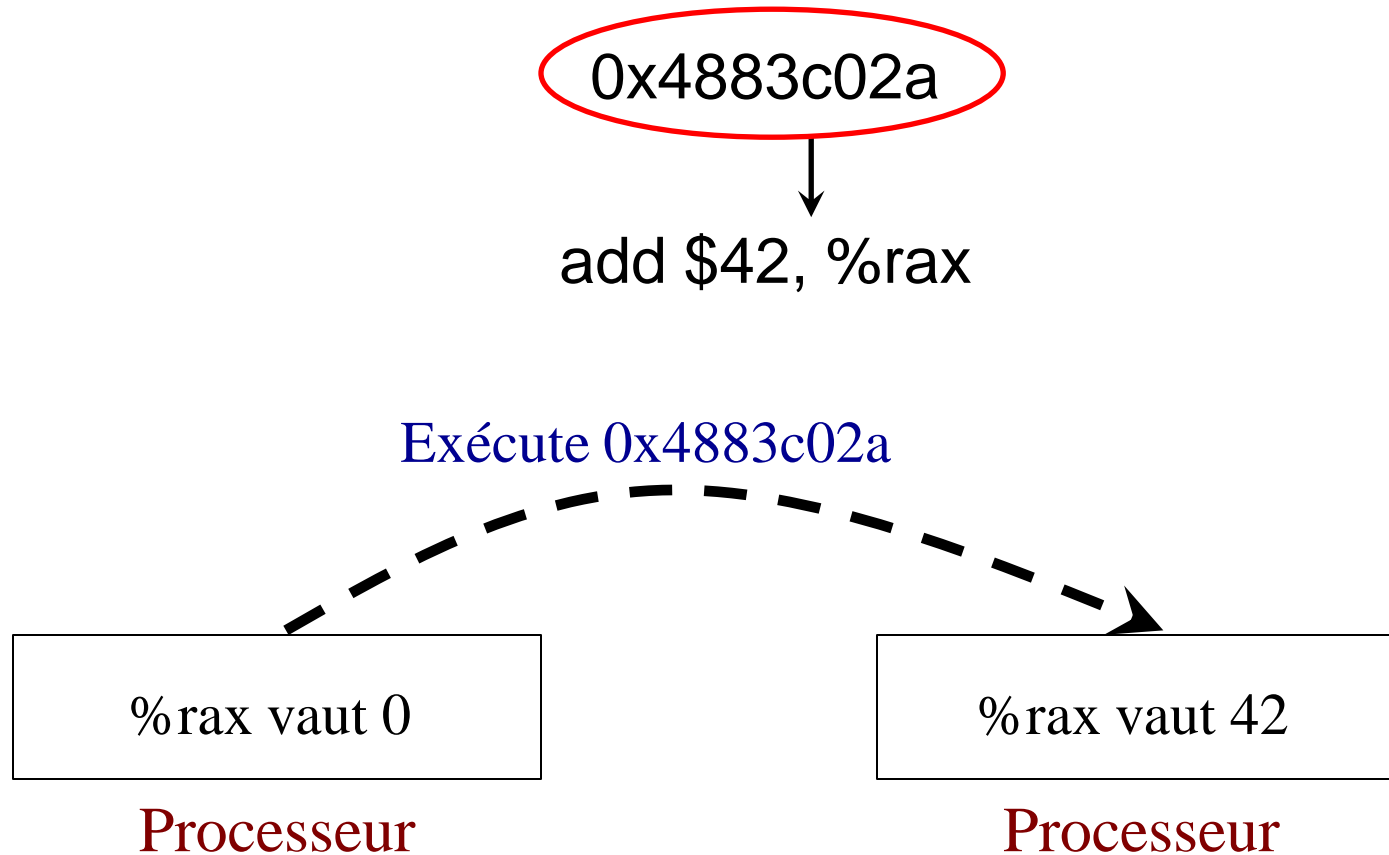 0x4883c02a
add $42, %rax
Exécute 0x4883c02a
%rax vaut 0
%rax vaut 42
Processeur
Processeur